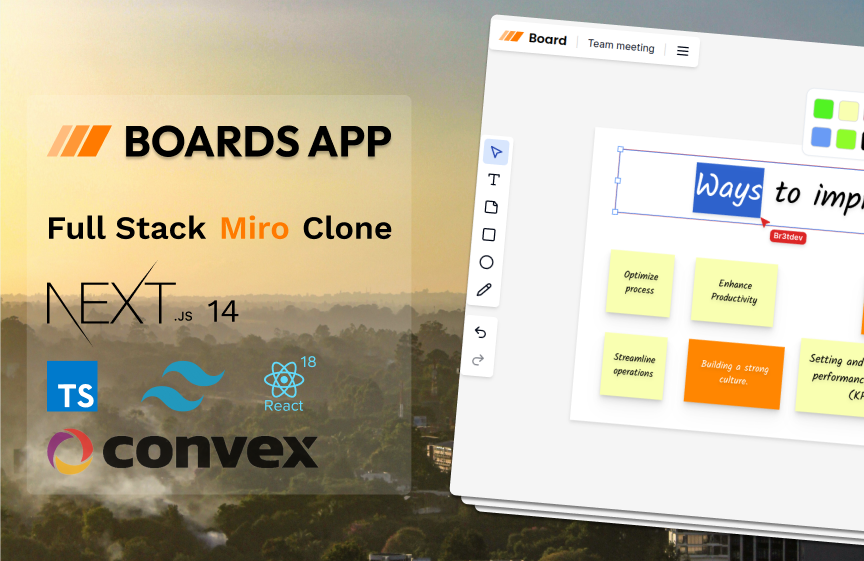 BOARDS APP
Full Stack Miro Clone
NEXT.JS 14
TS
18
React
convex
Board
Team meeting
Ways to imp
Br3tdev
Optimize
process
Enhance
Productivity
Streamline
operations
Building a strong
culture.
Setting and
performanc
(KP